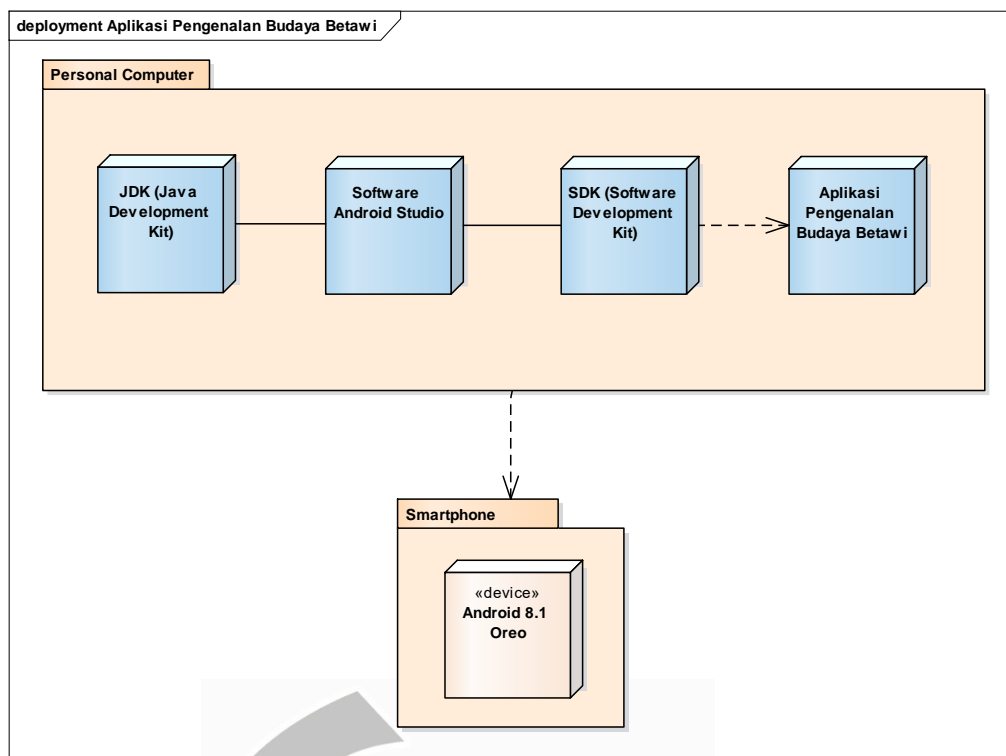 deployment Aplikasi Pengenalan Budaya Betawi
Personal Computer
JDK (Java
Development
Kit)
Software
Android Studio
SDK (Software
Development
Kit)
Aplikasi
Pengenalan
Budaya Betawi
Smartphone
«device»
Android 8.1
Oreo